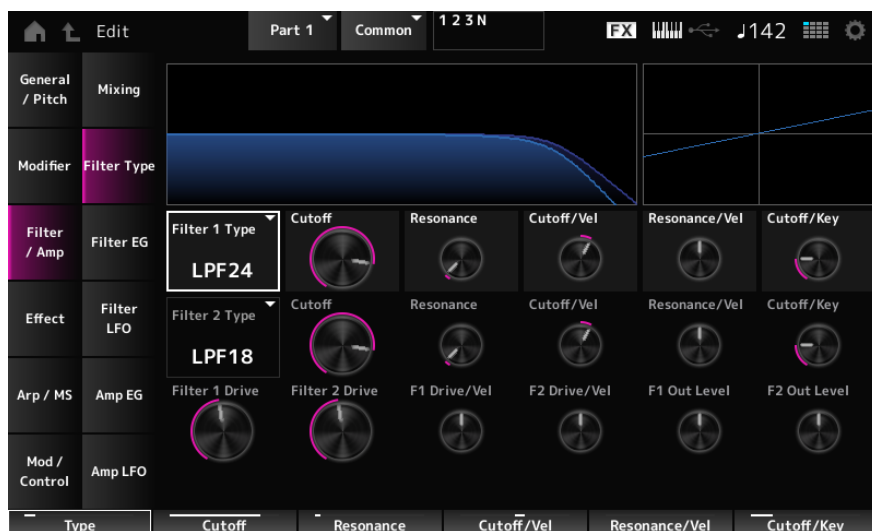 Edit
Part 1
Common
1 2 3 N
FX
♩142
General
/ Pitch
Mixing
Modifier
Filter Type
Filter
/ Amp
Filter EG
Effect
Filter
LFO
Arp / MS
Amp EG
Mod /
Control
Amp LFO
Filter 1 Type
LPF24
Cutoff
Resonance
Cutoff/Vel
Resonance/Vel
Cutoff/Key
Filter 2 Type
LPF18
Cutoff
Resonance
Cutoff/Vel
Resonance/Vel
Cutoff/Key
Filter 1 Drive
Filter 2 Drive
F1 Drive/Vel
F2 Drive/Vel
F1 Out Level
F2 Out Level
Type
Cutoff
Resonance
Cutoff/Vel
Resonance/Vel
Cutoff/Key